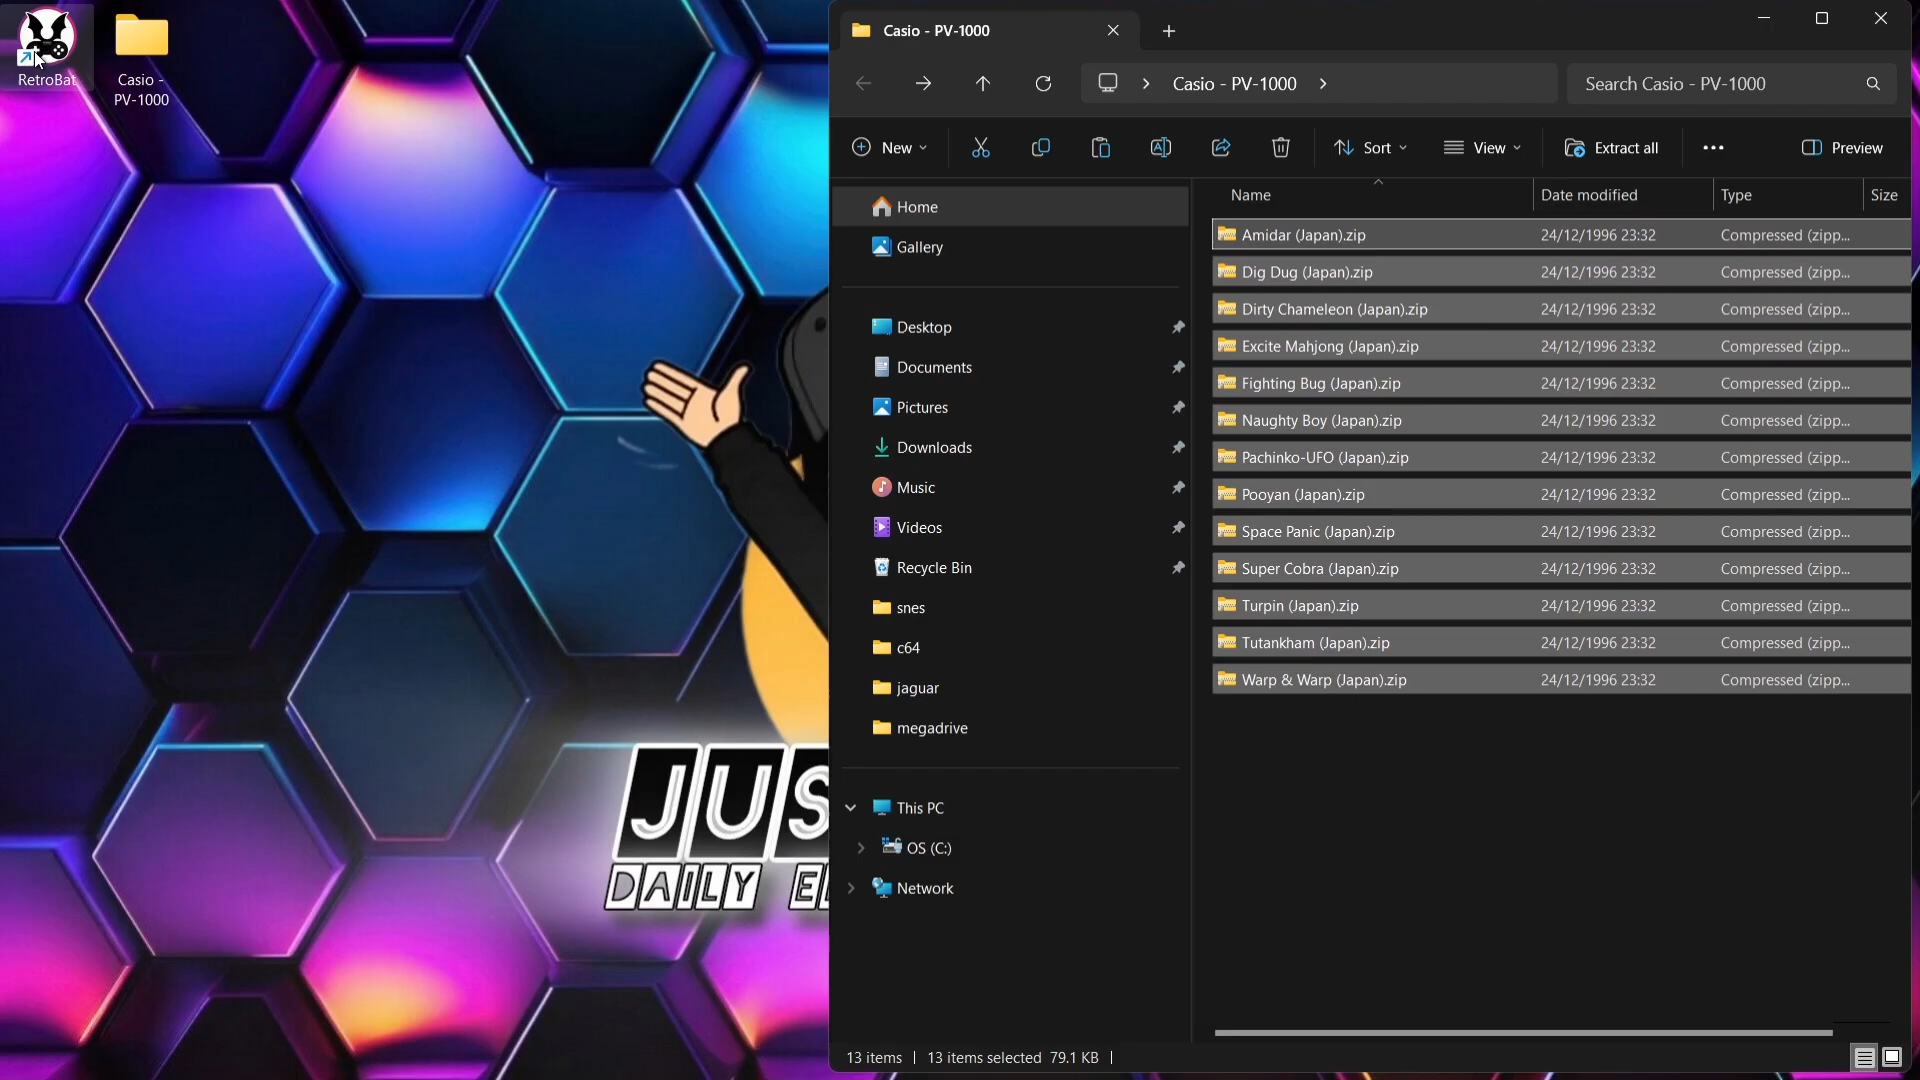 RetroBat
Casio -
PV-1000
JUS
DAILY
Casio - PV-1000
Casio - PV-1000
Search Casio - PV-1000
New
Sort
View
Extract all
Preview
Home
Gallery
Desktop
Documents
Pictures
Downloads
Music
Videos
Recycle Bin
snes
c64
jaguar
megadrive
This PC
OS (C:)
Network
Name Date modified Type Size
Amidar (Japan).zip 24/12/1996 23:32 Compressed (zipp...
Dig Dug (Japan).zip 24/12/1996 23:32 Compressed (zipp...
Dirty Chameleon (Japan).zip 24/12/1996 23:32 Compressed (zipp...
Excite Mahjong (Japan).zip 24/12/1996 23:32 Compressed (zipp...
Fighting Bug (Japan).zip 24/12/1996 23:32 Compressed (zipp...
Naughty Boy (Japan).zip 24/12/1996 23:32 Compressed (zipp...
Pachinko-UFO (Japan).zip 24/12/1996 23:32 Compressed (zipp...
Pooyan (Japan).zip 24/12/1996 23:32 Compressed (zipp...
Space Panic (Japan).zip 24/12/1996 23:32 Compressed (zipp...
Super Cobra (Japan).zip 24/12/1996 23:32 Compressed (zipp...
Turpin (Japan).zip 24/12/1996 23:32 Compressed (zipp...
Tutankham (Japan).zip 24/12/1996 23:32 Compressed (zipp...
Warp & Warp (Japan).zip 24/12/1996 23:32 Compressed (zipp...
13 items | 13 items selected 79.1 KB |